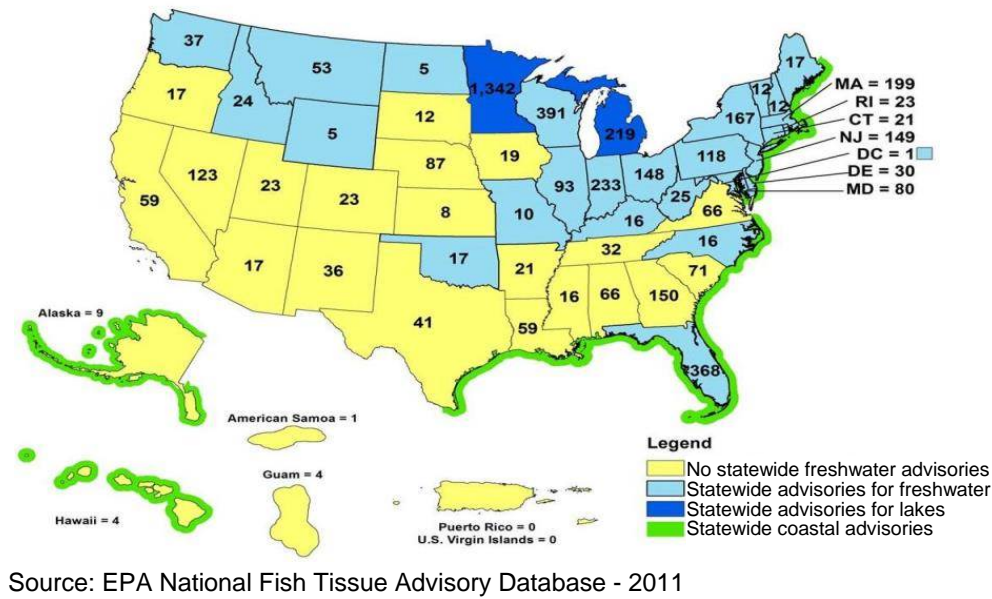 37
53
5
1,342
17
24
5
12
391
219
167
12
12
17
MA = 199
RI = 23
CT = 21
NJ = 149
DC = 1
DE = 30
MD = 80
59
123
23
23
87
19
8
93
233
148
118
25
10
16
66
17
36
17
21
32
16
71
41
59
16
66
150
368
Alaska = 9
American Samoa = 1
Guam = 4
Hawaii = 4
Puerto Rico = 0
U.S. Virgin Islands = 0
Legend
No statewide freshwater advisories
Statewide advisories for freshwater
Statewide advisories for lakes
Statewide coastal advisories
Source: EPA National Fish Tissue Advisory Database - 2011